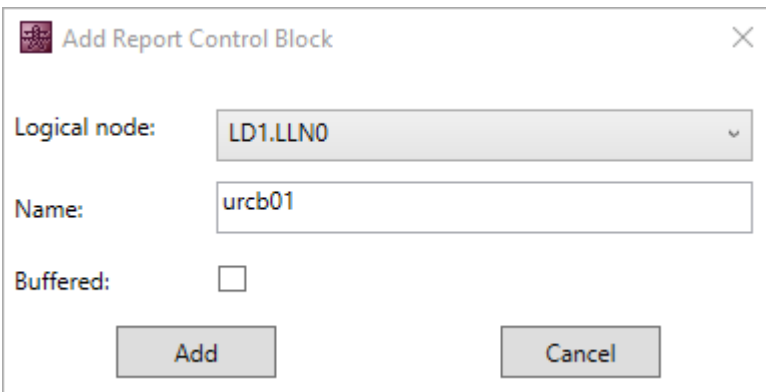 Add Report Control Block
Logical node: LD1.LLN0
Name: urcb01
Buffered:
Add Cancel